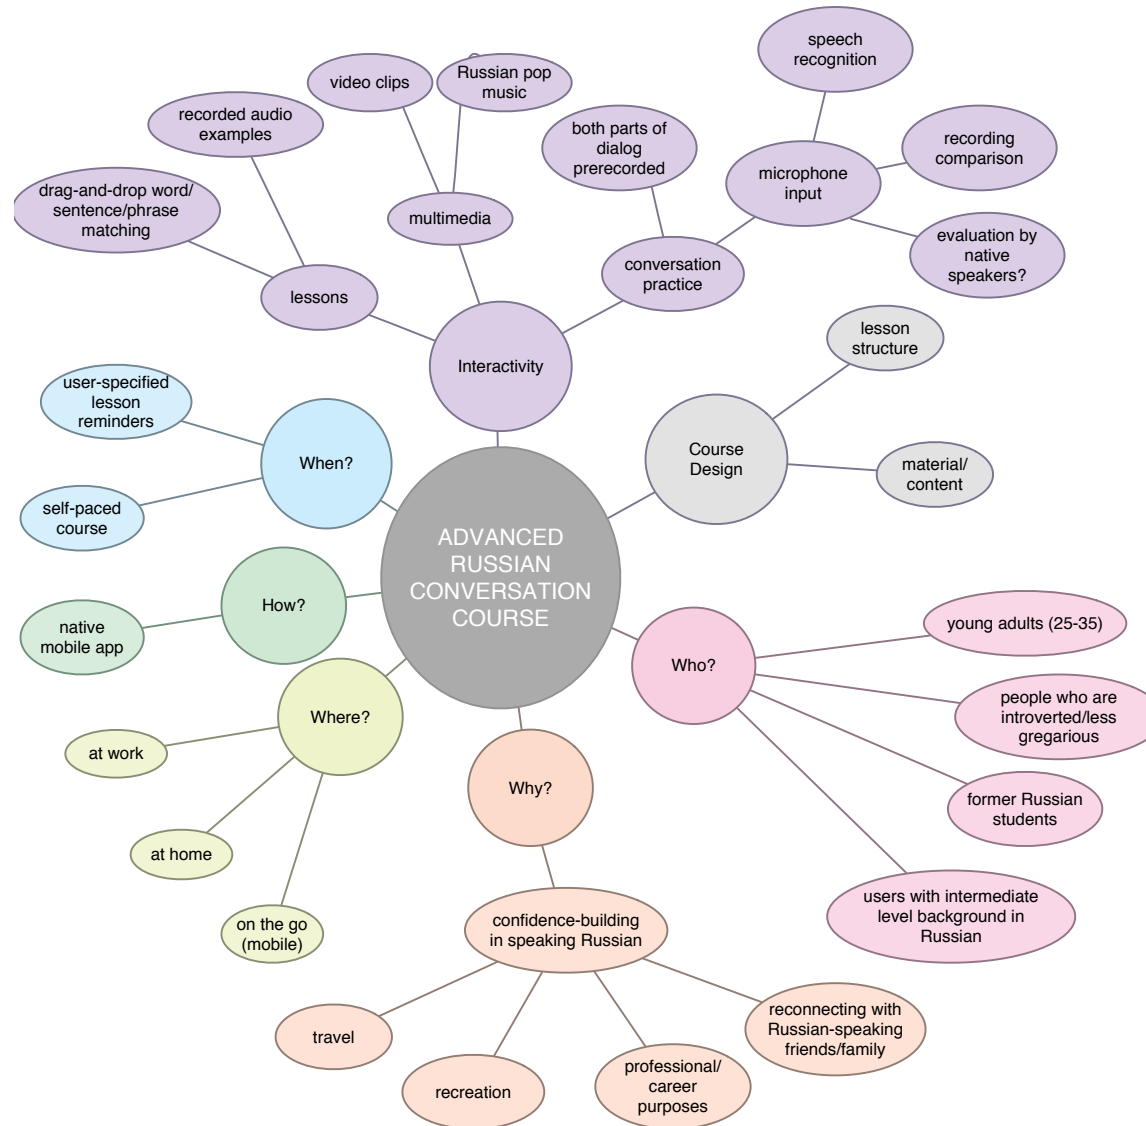 speech
recognition
Russian pop
music
video clips
recorded audio
examples
both parts of
dialog
prerecorded
recording
comparison
microphone
input
drag-and-drop word/
sentence/phrase
matching
multimedia
evaluation by
native
speakers?
conversation
practice
lessons
Interactivity
lesson
structure
user-specified
lesson
reminders
When?
Course
Design
material/
content
self-paced
course
ADVANCED
RUSSIAN
CONVERSATION
COURSE
How?
native
mobile app
Who?
young adults (25-35)
people who are
introverted/less
gregarious
former Russian
students
users with intermediate
level background in
Russian
Where?
at work
at home
on the go
(mobile)
Why?
confidence-building
in speaking Russian
travel
recreation
professional/
career
purposes
reconnecting with
Russian-speaking
friends/family